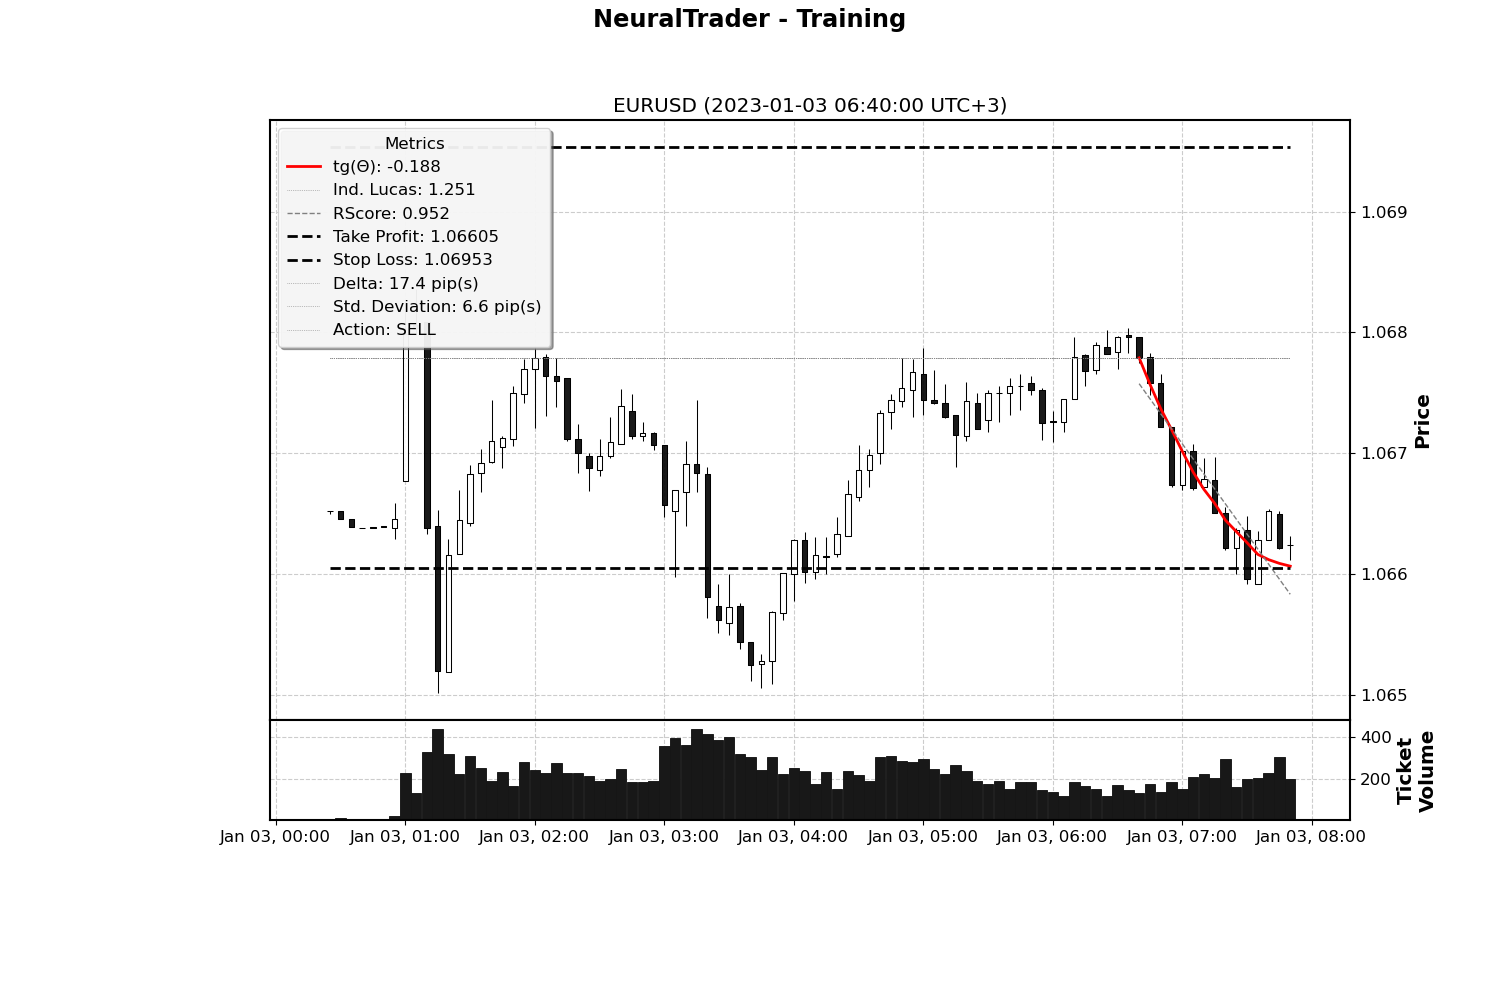 NeuralTrader - Training
EURUSD (2023-01-03 06:40:00 UTC+3)
Metrics
tg(Θ): -0.188
Ind. Lucas: 1.251
RScore: 0.952
Take Profit: 1.06605
Stop Loss: 1.06953
Delta: 17.4 pip(s)
Std. Deviation: 6.6 pip(s)
Action: SELL
1.069
1.068
1.067
1.066
1.065
Price
400
200
Ticket
Volume
Jan 03, 00:00 Jan 03, 01:00 Jan 03, 02:00 Jan 03, 03:00 Jan 03, 04:00 Jan 03, 05:00 Jan 03, 06:00 Jan 03, 07:00 Jan 03, 08:00